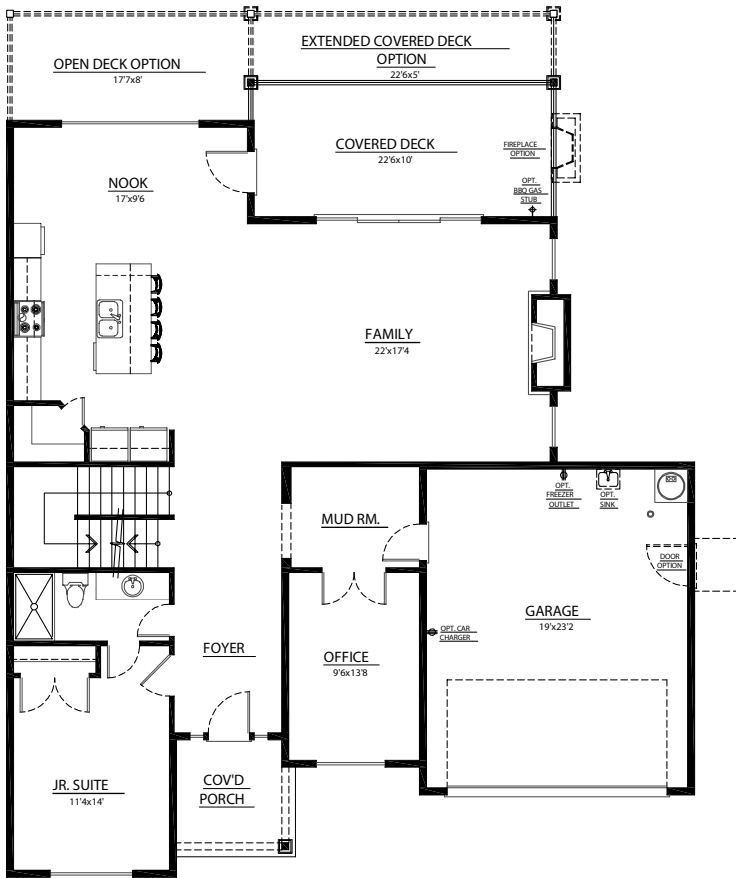 EXTENDED COVERED DECK
OPTION
22'6x5'
OPEN DECK OPTION
17'7x8'
COVERED DECK
22'6x10'
FIREPLACE
OPTION
OPT.
BBQ GAS
STUB
NOOK
17'x9'6
FAMILY
22'x17'4
OPT.
FREEZER
OUTLET
OPT.
SINK
MUD RM.
DOOR
OPTION
GARAGE
19'x23'2
OPT. CAR
CHARGER
FOYER
OFFICE
9'6x13'8
JR. SUITE
11'4x14'
COV'D
PORCH